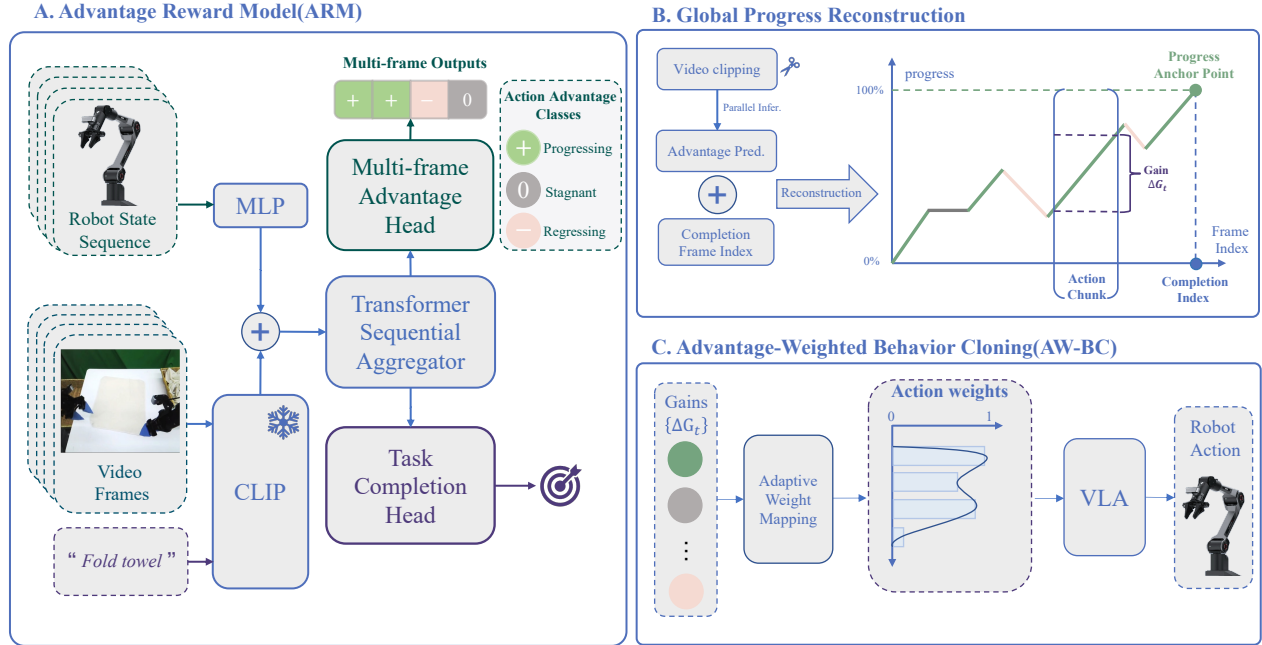 A. Advantage Reward Model(ARM)
Multi-frame Outputs
+ + − 0
Action Advantage
Classes
+ Progressing
0 Stagnant
− Regressing
Multi-frame
Advantage
Head
Robot State
Sequence
MLP
+
Transformer
Sequential
Aggregator
Video
Frames
CLIP
Task
Completion
Head
“ Fold towel ”
B. Global Progress Reconstruction
Video clipping
Parallel Infer.
Advantage Pred.
+
Completion
Frame Index
Reconstruction
progress
100%
0%
Progress
Anchor Point
Gain
ΔGₜ
Frame
Index
Action
Chunk
Completion
Index
C. Advantage-Weighted Behavior Cloning(AW-BC)
Gains
{ΔGₜ}
⋮
Adaptive
Weight
Mapping
Action weights
0 1
VLA
Robot
Action